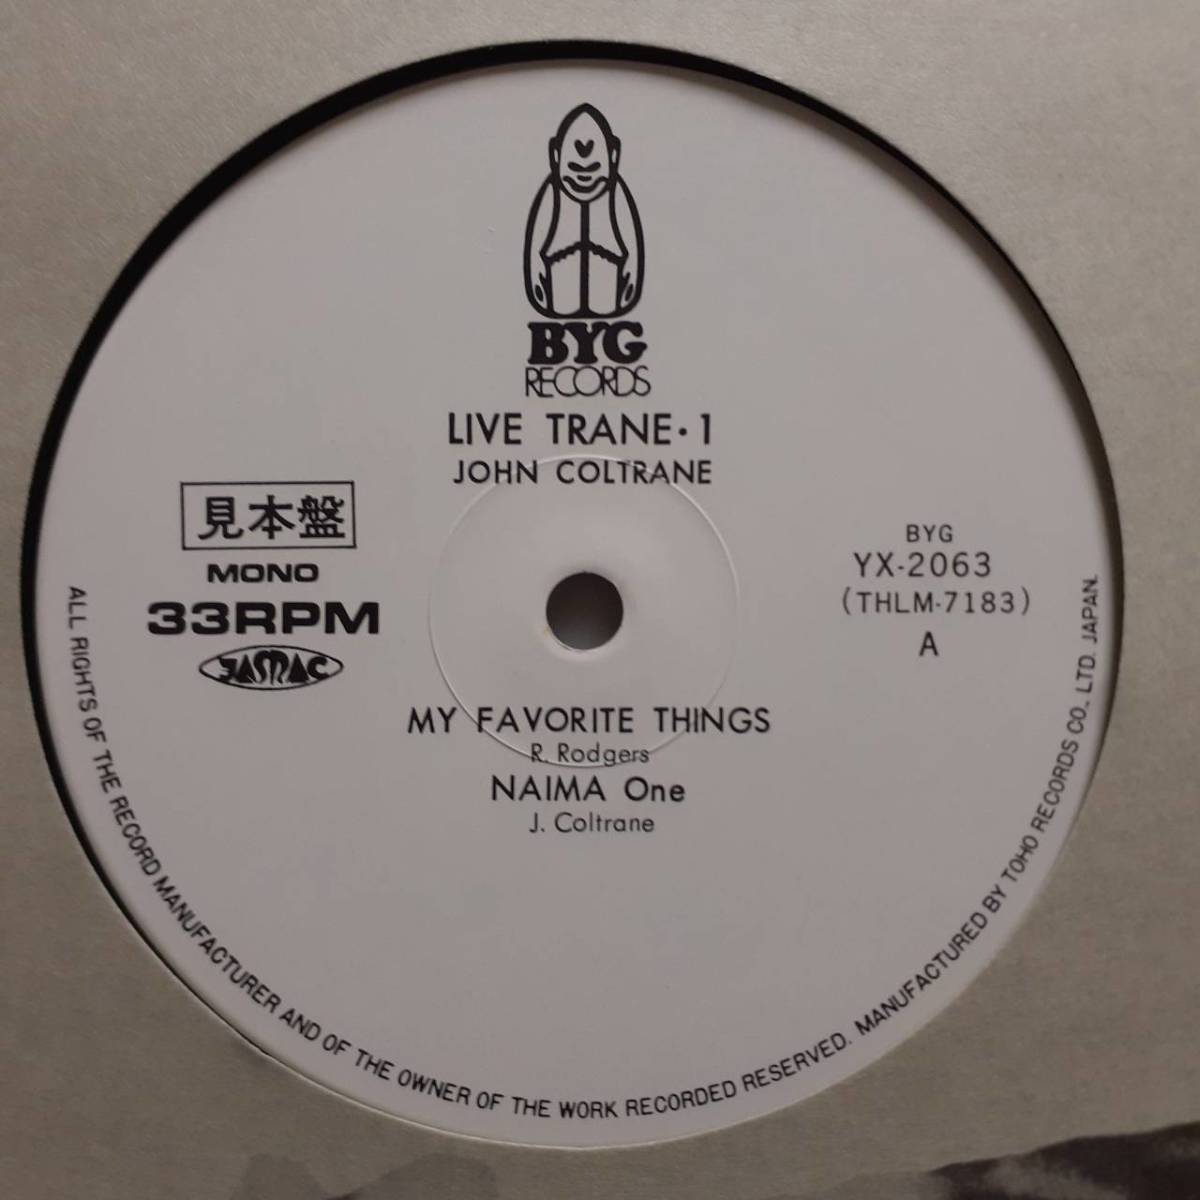 BYG
RECORDS
LIVE TRANE・1
JOHN COLTRANE
見本盤
MONO
33RPM
JASRAC
BYG
YX-2063
(THLM-7183)
A
MY FAVORITE THINGS
R. Rodgers
NAIMA One
J. Coltrane
ALL RIGHTS OF THE RECORD MANUFACTURER AND OF THE OWNER OF THE WORK RECORDED RESERVED. MANUFACTURED BY TOHO RECORDS CO., LTD. JAPAN.